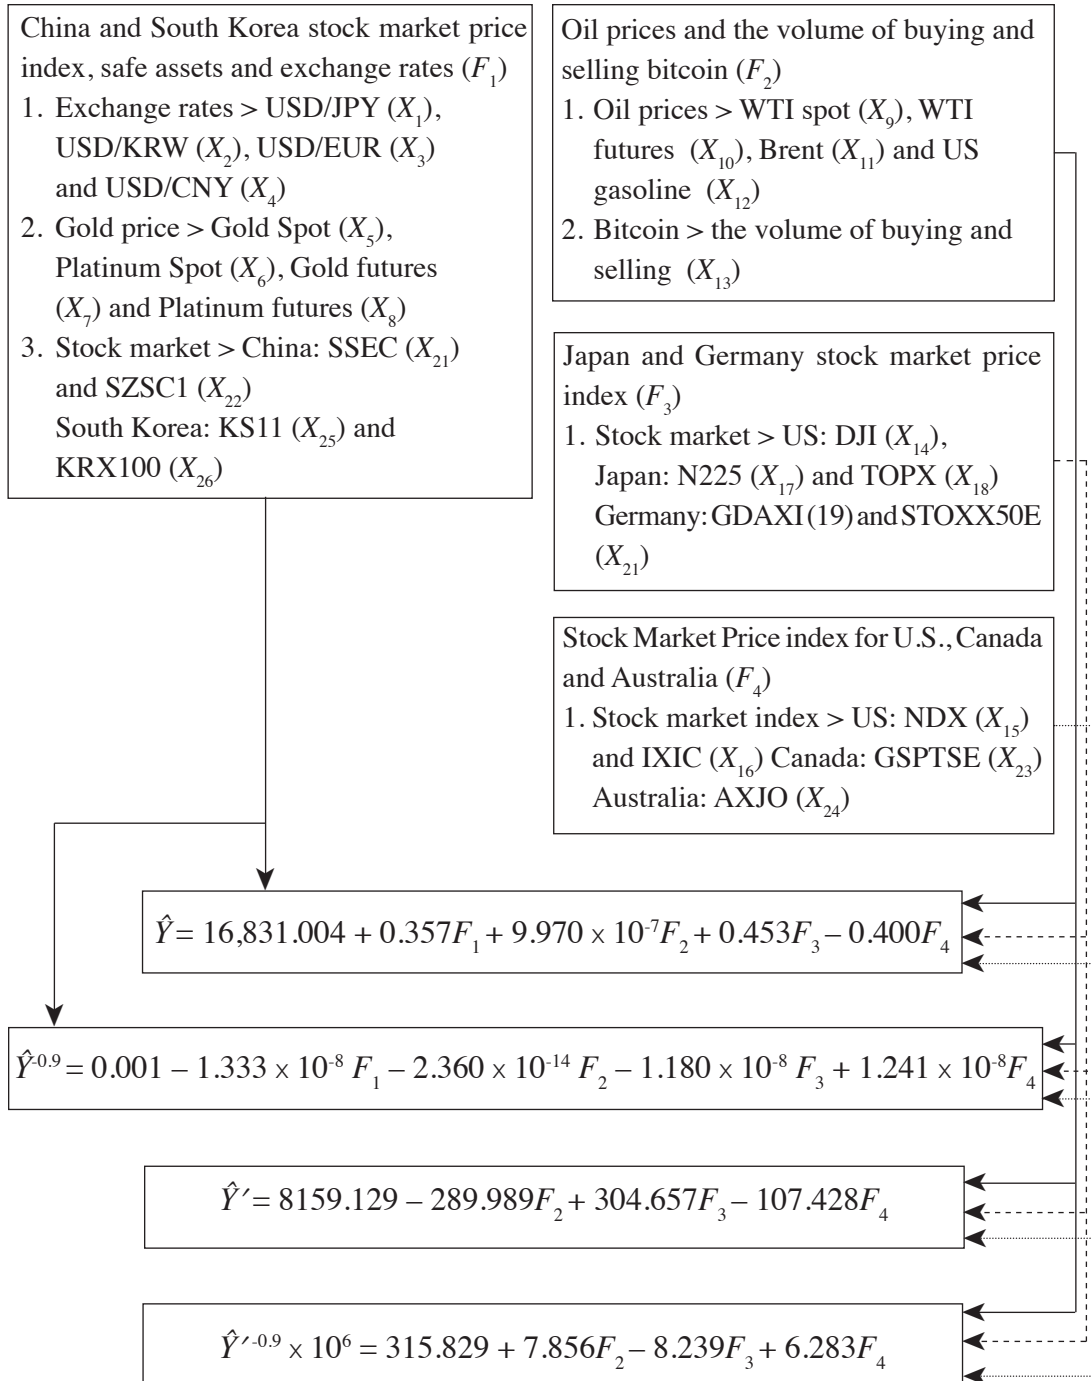 China and South Korea stock market price
index, safe assets and exchange rates (F₁)
1. Exchange rates > USD/JPY (X₁),
USD/KRW (X₂), USD/EUR (X₃)
and USD/CNY (X₄)
2. Gold price > Gold Spot (X₅),
Platinum Spot (X₆), Gold futures
(X₇) and Platinum futures (X₈)
3. Stock market > China: SSEC (X₂₁)
and SZSC1 (X₂₂)
South Korea: KS11 (X₂₅) and
KRX100 (X₂₆)
Oil prices and the volume of buying and
selling bitcoin (F₂)
1. Oil prices > WTI spot (X₉), WTI
futures (X₁₀), Brent (X₁₁) and US
gasoline (X₁₂)
2. Bitcoin > the volume of buying and
selling (X₁₃)
Japan and Germany stock market price
index (F₃)
1. Stock market > US: DJI (X₁₄),
Japan: N225 (X₁₇) and TOPX (X₁₈)
Germany: GDAXI (19) and STOXX50E
(X₂₁)
Stock Market Price index for U.S., Canada
and Australia (F₄)
1. Stock market index > US: NDX (X₁₅)
and IXIC (X₁₆) Canada: GSPTSE (X₂₃)
Australia: AXJO (X₂₄)
Ŷ = 16,831.004 + 0.357F₁ + 9.970 × 10⁻⁷F₂ + 0.453F₃ – 0.400F₄
Ŷ⁻⁰·⁹ = 0.001 – 1.333 × 10⁻⁸ F₁ – 2.360 × 10⁻¹⁴ F₂ – 1.180 × 10⁻⁸ F₃ + 1.241 × 10⁻⁸F₄
Ŷ′ = 8159.129 – 289.989F₂ + 304.657F₃ – 107.428F₄
Ŷ′⁻⁰·⁹ × 10⁶ = 315.829 + 7.856F₂ – 8.239F₃ + 6.283F₄